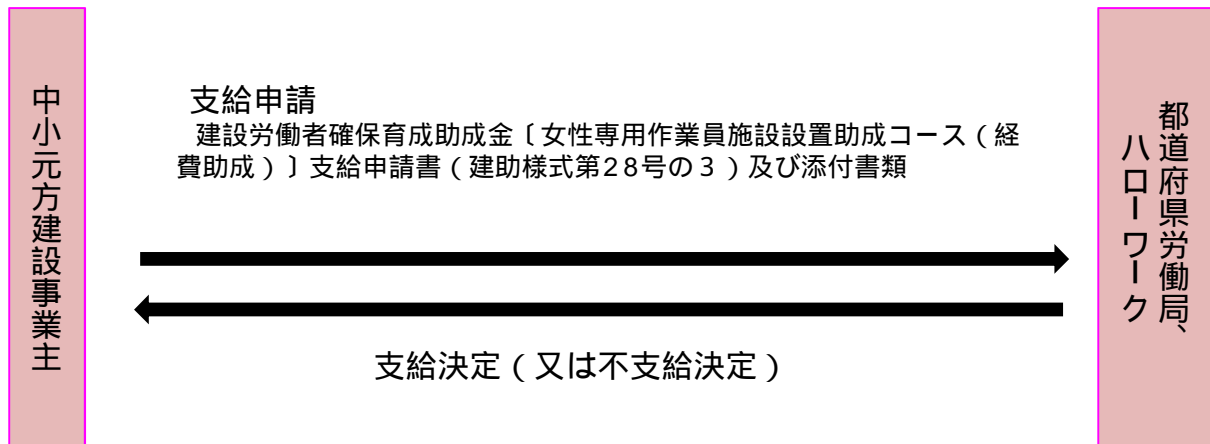 中小元方建設事業主
支給申請
建設労働者確保育成助成金〔女性専用作業員施設設置助成コース(経
費助成)〕支給申請書(建助様式第28号の3)及び添付書類
支給決定(又は不支給決定)
都道府県労働局、
ハローワーク